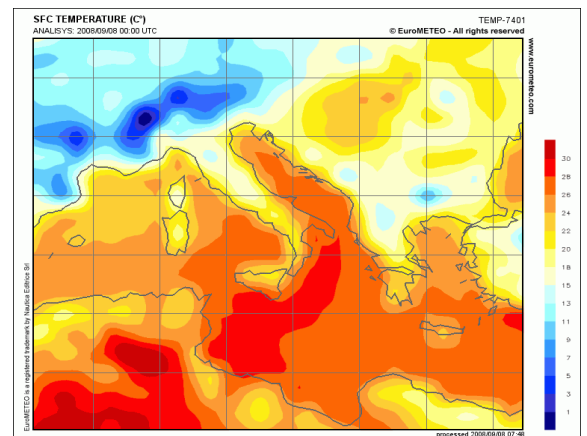 SFC TEMPERATURE (C°)
TEMP-7401
ANALISYS: 2008/09/08 00:00 UTC
© EuroMETEO - All rights reserved
www.eurometeo.com
30
28
26
24
22
20
18
15
13
11
9
7
5
3
1
EuroMETEO is a registered trademark by Nautica Editrice Srl
processed 2008/09/08 07:48